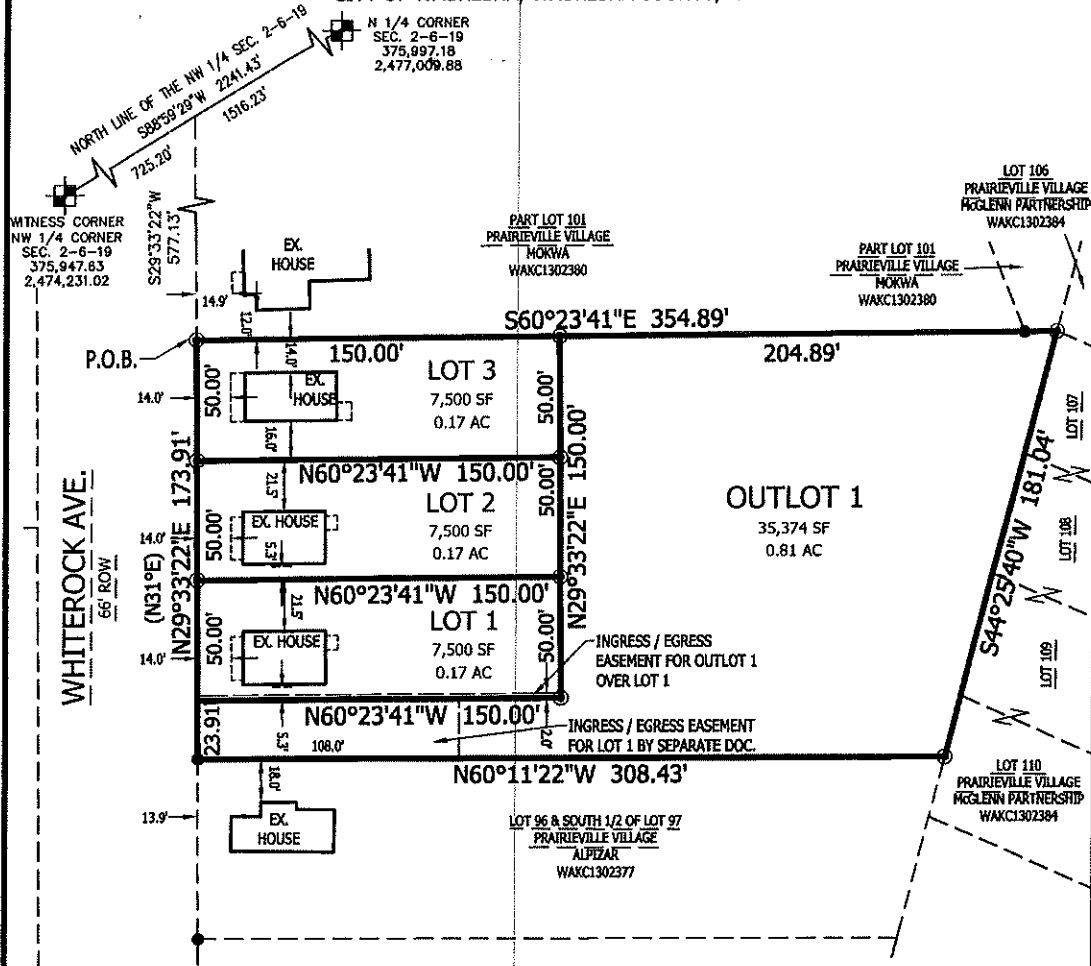 N 1/4 CORNER
SEC. 2-6-19
375,997.18
2,477,009.88
NORTH LINE OF THE NW 1/4 SEC. 2-6-19
S88°59'29"W 2241.43'
725.20'
1516.23'
WITNESS CORNER
NW 1/4 CORNER
SEC. 2-6-19
375,947.63
2,474,231.02
S29°33'22"W
577.13'
EX.
HOUSE
PART LOT 101
PRAIRIEVILLE VILLAGE
MOKWA
WAKC1302380
PART LOT 101
PRAIRIEVILLE VILLAGE
MOKWA
WAKC1302380
LOT 106
PRAIRIEVILLE VILLAGE
McGLENN PARTNERSHIP
WAKC1302384
14.9'
12.0'
14.0'
P.O.B.
S60°23'41"E 354.89'
150.00'
204.89'
LOT 3
7,500 SF
0.17 AC
EX.
HOUSE
14.0'
50.00'
50.00'
16.0'
N60°23'41"W 150.00'
21.5'
LOT 2
7,500 SF
0.17 AC
EX. HOUSE
14.0'
50.00'
50.00'
5.3'
N60°23'41"W 150.00'
21.5'
LOT 1
7,500 SF
0.17 AC
EX. HOUSE
14.0'
50.00'
50.00'
N29°33'22"E 150.00'
WHITEROCK AVE.
66' ROW
(N31°E)
N29°33'22"E 173.91'
OUTLOT 1
35,374 SF
0.81 AC
S44°25'40"W 181.04'
LOT 107
LOT 108
LOT 109
INGRESS / EGRESS
EASEMENT FOR OUTLOT 1
OVER LOT 1
N60°23'41"W 150.00'
23.91
5.3'
108.0'
2.0'
INGRESS / EGRESS EASEMENT
FOR LOT 1 BY SEPARATE DOC.
N60°11'22"W 308.43'
18.0'
13.9'
EX.
HOUSE
LOT 96 & SOUTH 1/2 OF LOT 97
PRAIRIEVILLE VILLAGE
ALPIZAR
WAKC1302377
LOT 110
PRAIRIEVILLE VILLAGE
McGLENN PARTNERSHIP
WAKC1302384